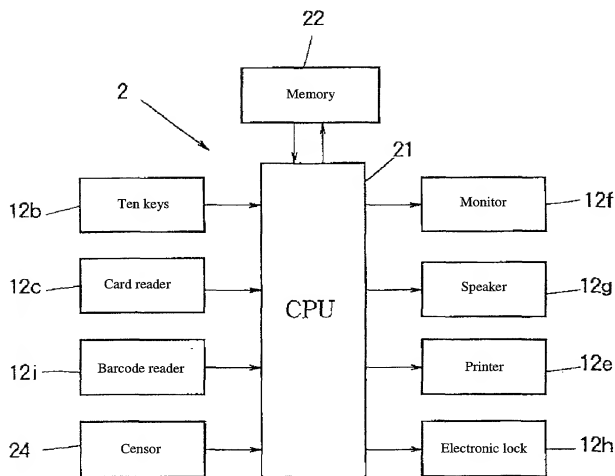 22
Memory
2
21
12b
Ten keys
Monitor
12f
12c
Card reader
CPU
Speaker
12g
12i
Barcode reader
Printer
12e
24
Censor
Electronic lock
12h